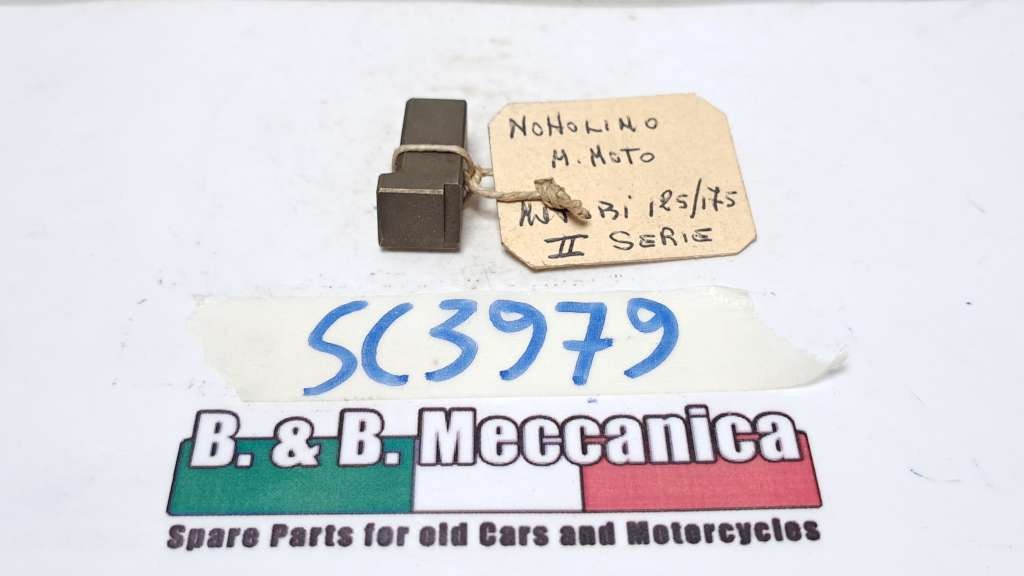 NOHOLINO
M. MOTO
125/175
II SERIE
SC3979
B. & B. Meccanica
Spare Parts for old Cars and Motorcycles